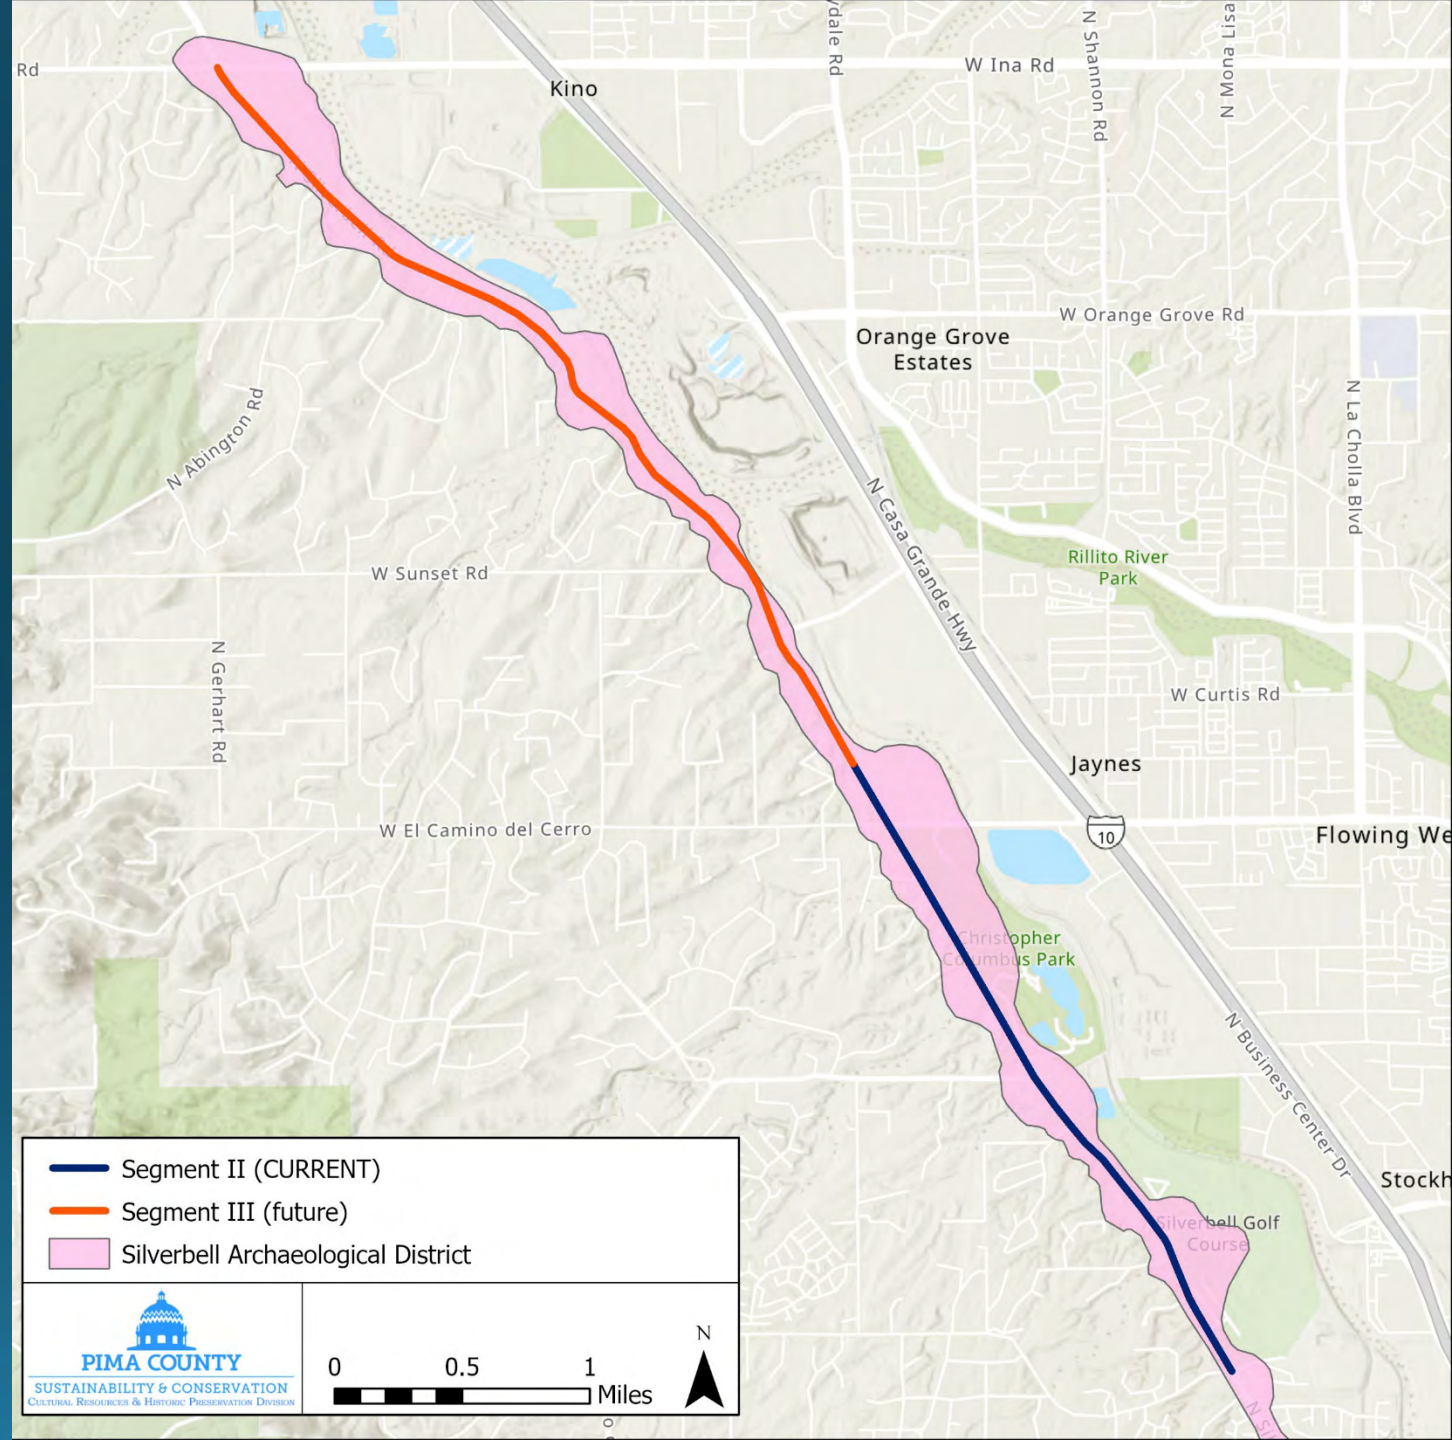 Rd
Kino
W Ina Rd
N Shannon Rd
W Orange Grove Rd
Orange Grove
Estates
N La Cholla Blvd
N Abington Rd
N Casa Grande Hwy
Rillito River
Park
W Sunset Rd
N Gerhart Rd
W Curtis Rd
Jaynes
W El Camino del Cerro
10
Flowing We
Christopher
Columbus Park
N Business Center Dr
Stockh
Silverbell Golf
Course
Segment II (CURRENT)
Segment III (future)
Silverbell Archaeological District
PIMA COUNTY
SUSTAINABILITY & CONSERVATION
CULTURAL RESOURCES & HISTORIC PRESERVATION DIVISION
0 0.5 1
Miles
N